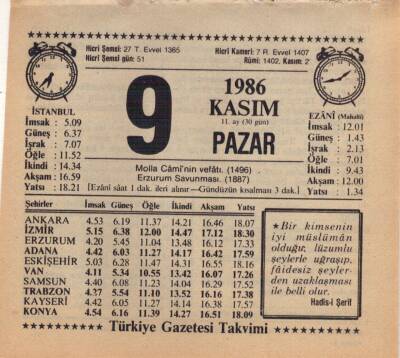 Hicrî Şemsî: 27 T. Evvel 1365
Hicrî Şemsî gün: 51
Hicrî Kamerî: 7 R. Evvel 1407
Rûmî: 1402, Kasım: 2
9
1986
KASIM
11. ay (30 gün)
PAZAR
İSTANBUL
İmsak : 5.09
Güneş : 6.37
İşrak : 7.07
Öğle : 11.52
İkindi : 14.34
Akşam : 16.59
Yatsı : 18.21
EZÂNÎ (Mahallî)
İmsak : 12.01
Güneş : 1.43
İşrak : 2.13
Öğle : 7.01
İkindi : 9.43
Akşam : 12.00
Yatsı : 1.34
Molla Câmî'nin vefâtı. (1496)
Erzurum Savunması. (1887)
[Ezânî sâat 1 dak. ileri alınır—Gündüzün kısalması 3 dak.]
Şehirler İmsak Güneş Öğle İkindi Akşam Yatsı
ANKARA 4.53 6.19 11.37 14.21 16.46 18.07
İZMİR 5.15 6.38 12.00 14.47 17.12 18.30
ERZURUM 4.20 5.45 11.04 13.48 16.12 17.33
ADANA 4.42 6.03 11.27 14.17 16.42 17.59
ESKİŞEHİR 5.03 6.28 11.47 14.31 16.55 18.16
VAN 4.11 5.34 10.55 13.42 16.07 17.26
SAMSUN 4.40 6.08 11.23 14.04 16.29 17.52
TRABZON 4.27 5.54 11.10 13.52 16.16 17.38
KAYSERİ 4.42 6.05 11.27 14.14 16.38 17.57
KONYA 4.54 6.16 11.39 14.27 16.51 18.09
Bir kimsenin
iyi müslümân
olduğu, lüzumlu
şeylerle uğraşıp,
fâidesiz şeyler-
den uzaklaşması
ile belli olur.
Hadîs-i Şerîf
Türkiye Gazetesi Takvimi